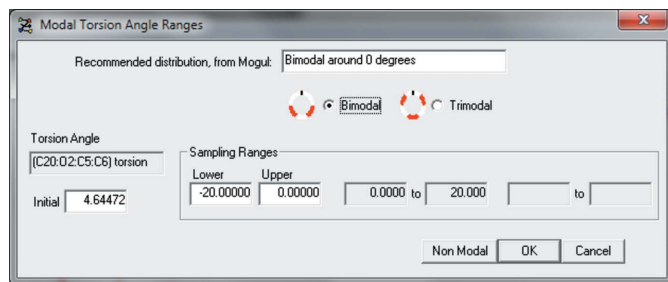 Modal Torsion Angle Ranges
Recommended distribution, from Mogul: Bimodal around 0 degrees
Bimodal Trimodal
Torsion Angle
(C20:O2:C5:C6) torsion
Initial 4.64472
Sampling Ranges
Lower Upper
-20.00000 0.00000 0.0000 to 20.000 to
Non Modal OK Cancel